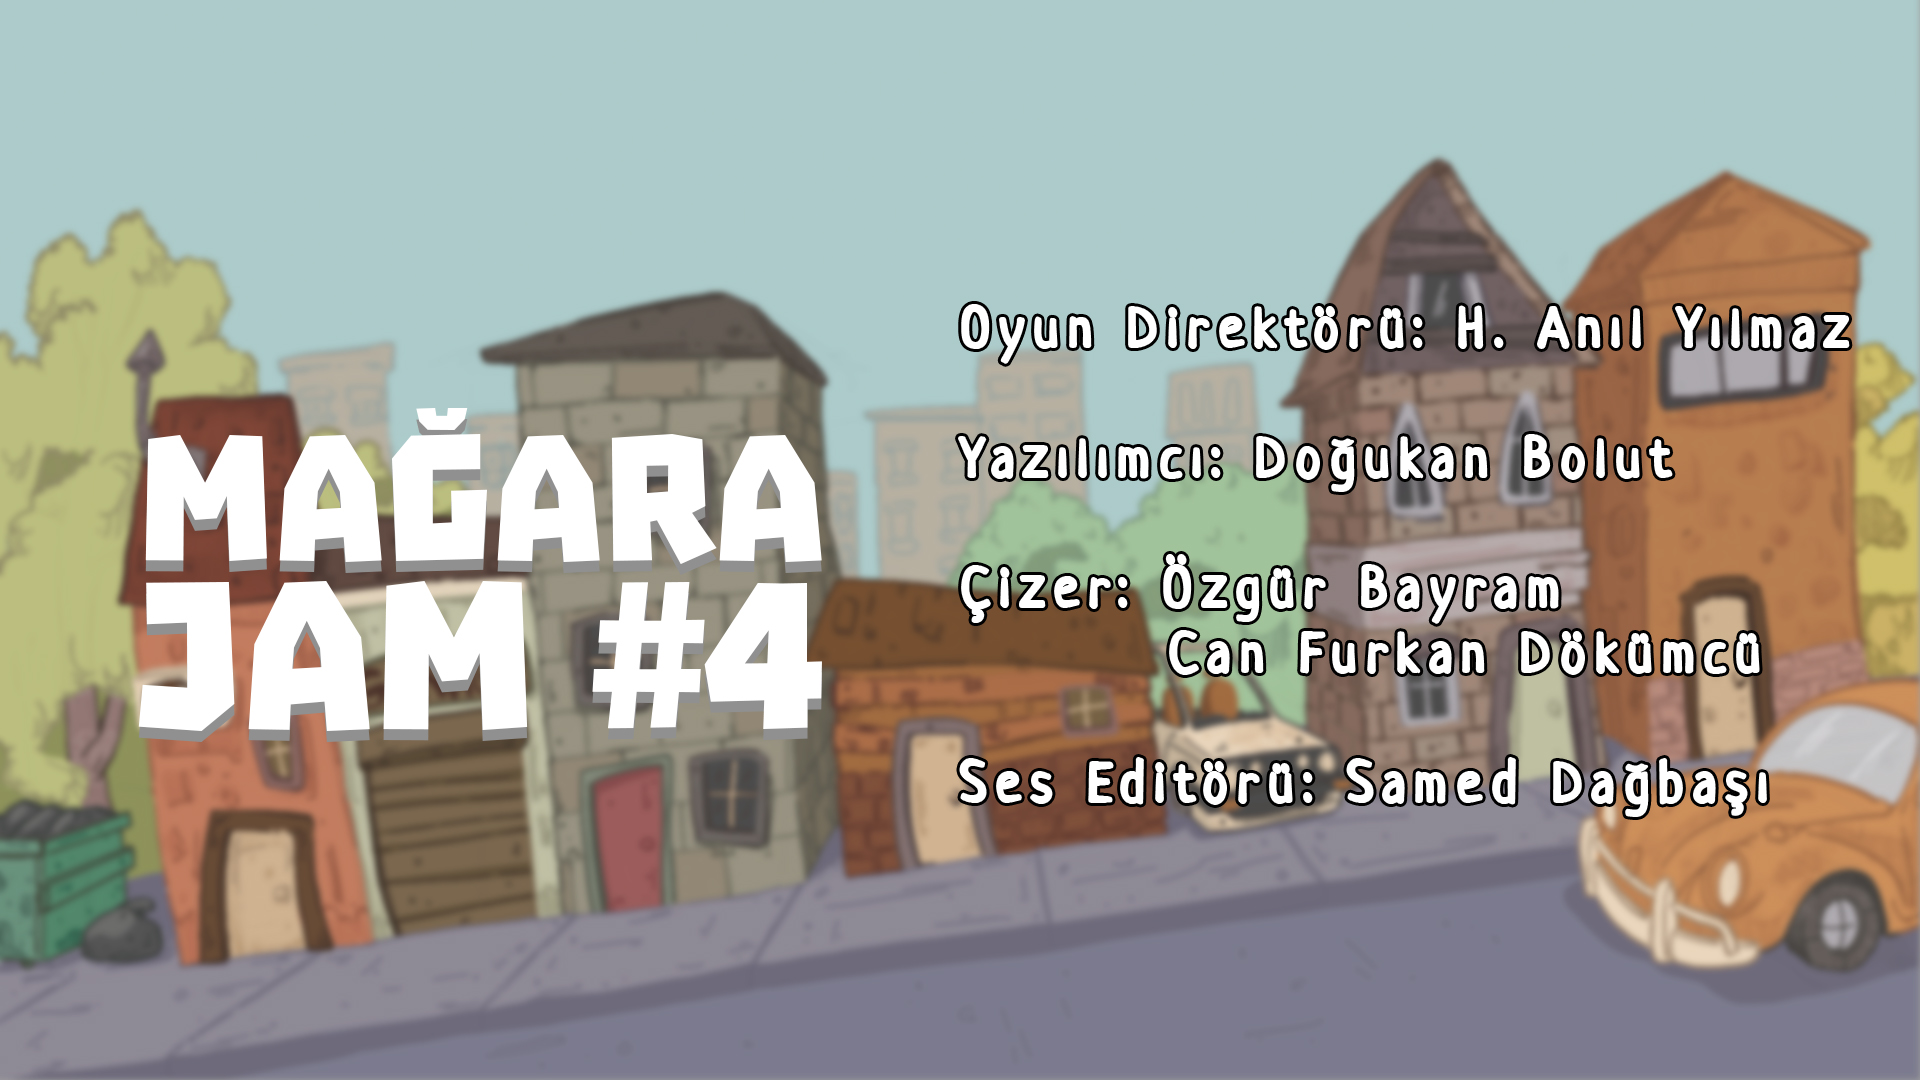 MAĞARA
JAM #4
Oyun Direktörü: H. Anıl Yılmaz
Yazılımcı: Doğukan Bolut
Çizer: Özgür Bayram
Can Furkan Dökümcü
Ses Editörü: Samed Dağbaşı